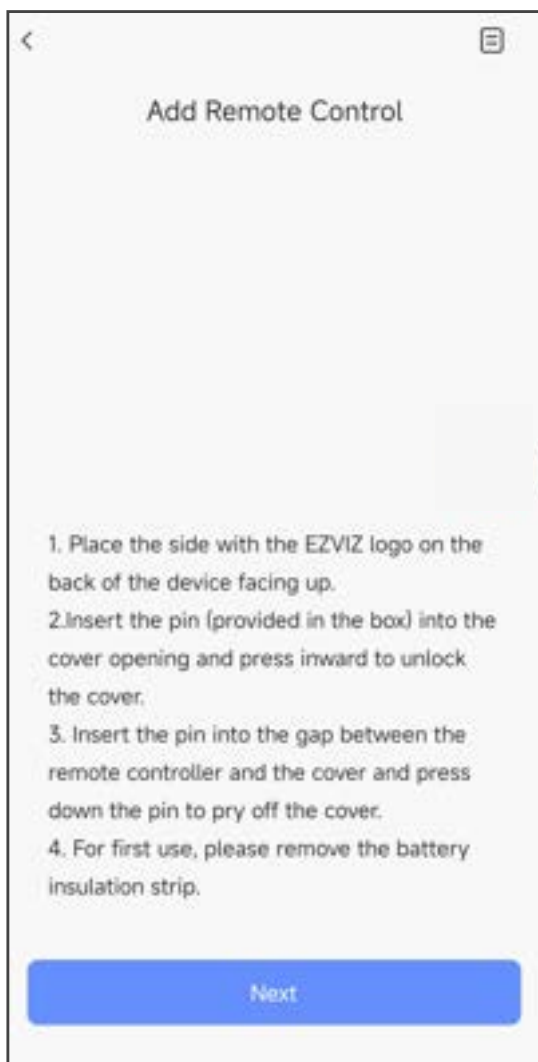 Add Remote Control
1. Place the side with the EZVIZ logo on the
back of the device facing up.
2.Insert the pin (provided in the box) into the
cover opening and press inward to unlock
the cover.
3. Insert the pin into the gap between the
remote controller and the cover and press
down the pin to pry off the cover.
4. For first use, please remove the battery
insulation strip.
Next